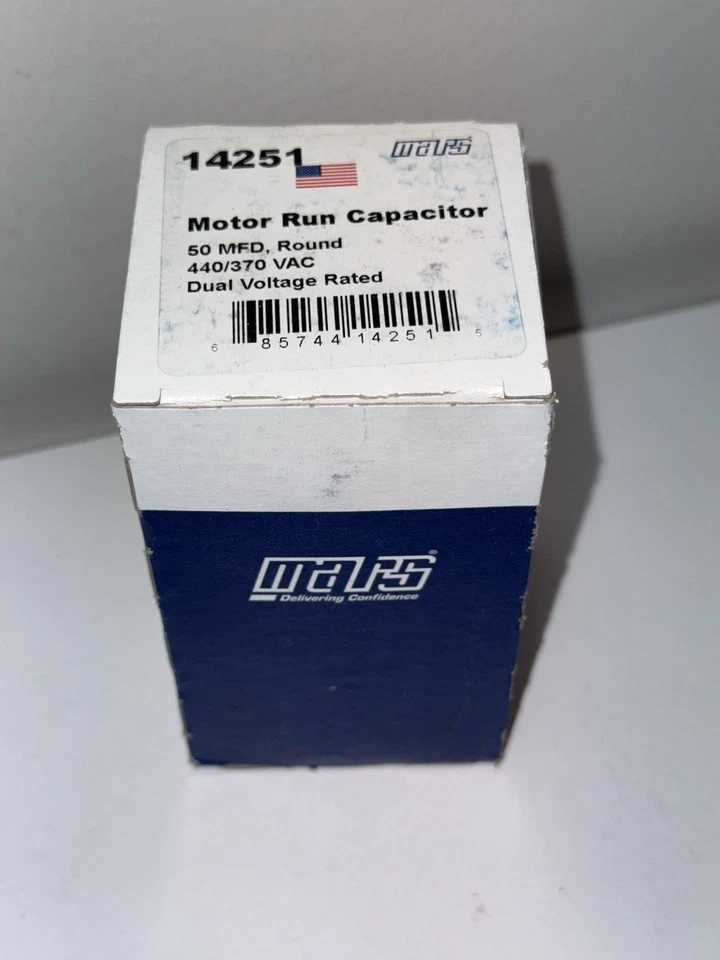 14251 mars
Motor Run Capacitor
50 MFD, Round
440/370 VAC
Dual Voltage Rated
6 85744 14251 5
mars®
Delivering Confidence